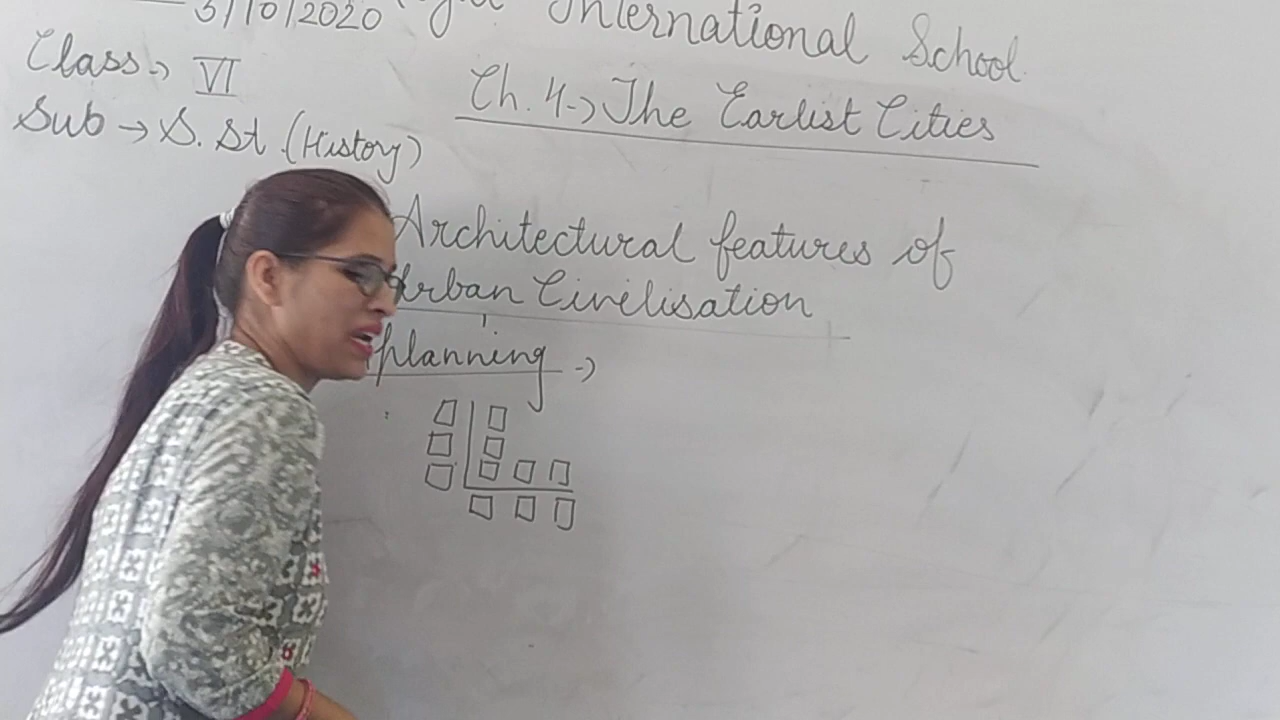 5/10/2020 International School
Class → VI
Ch. 4 → The Earlist Cities
Sub → S. St. (History)
Architectural features of
Urban Civilisation
planning →